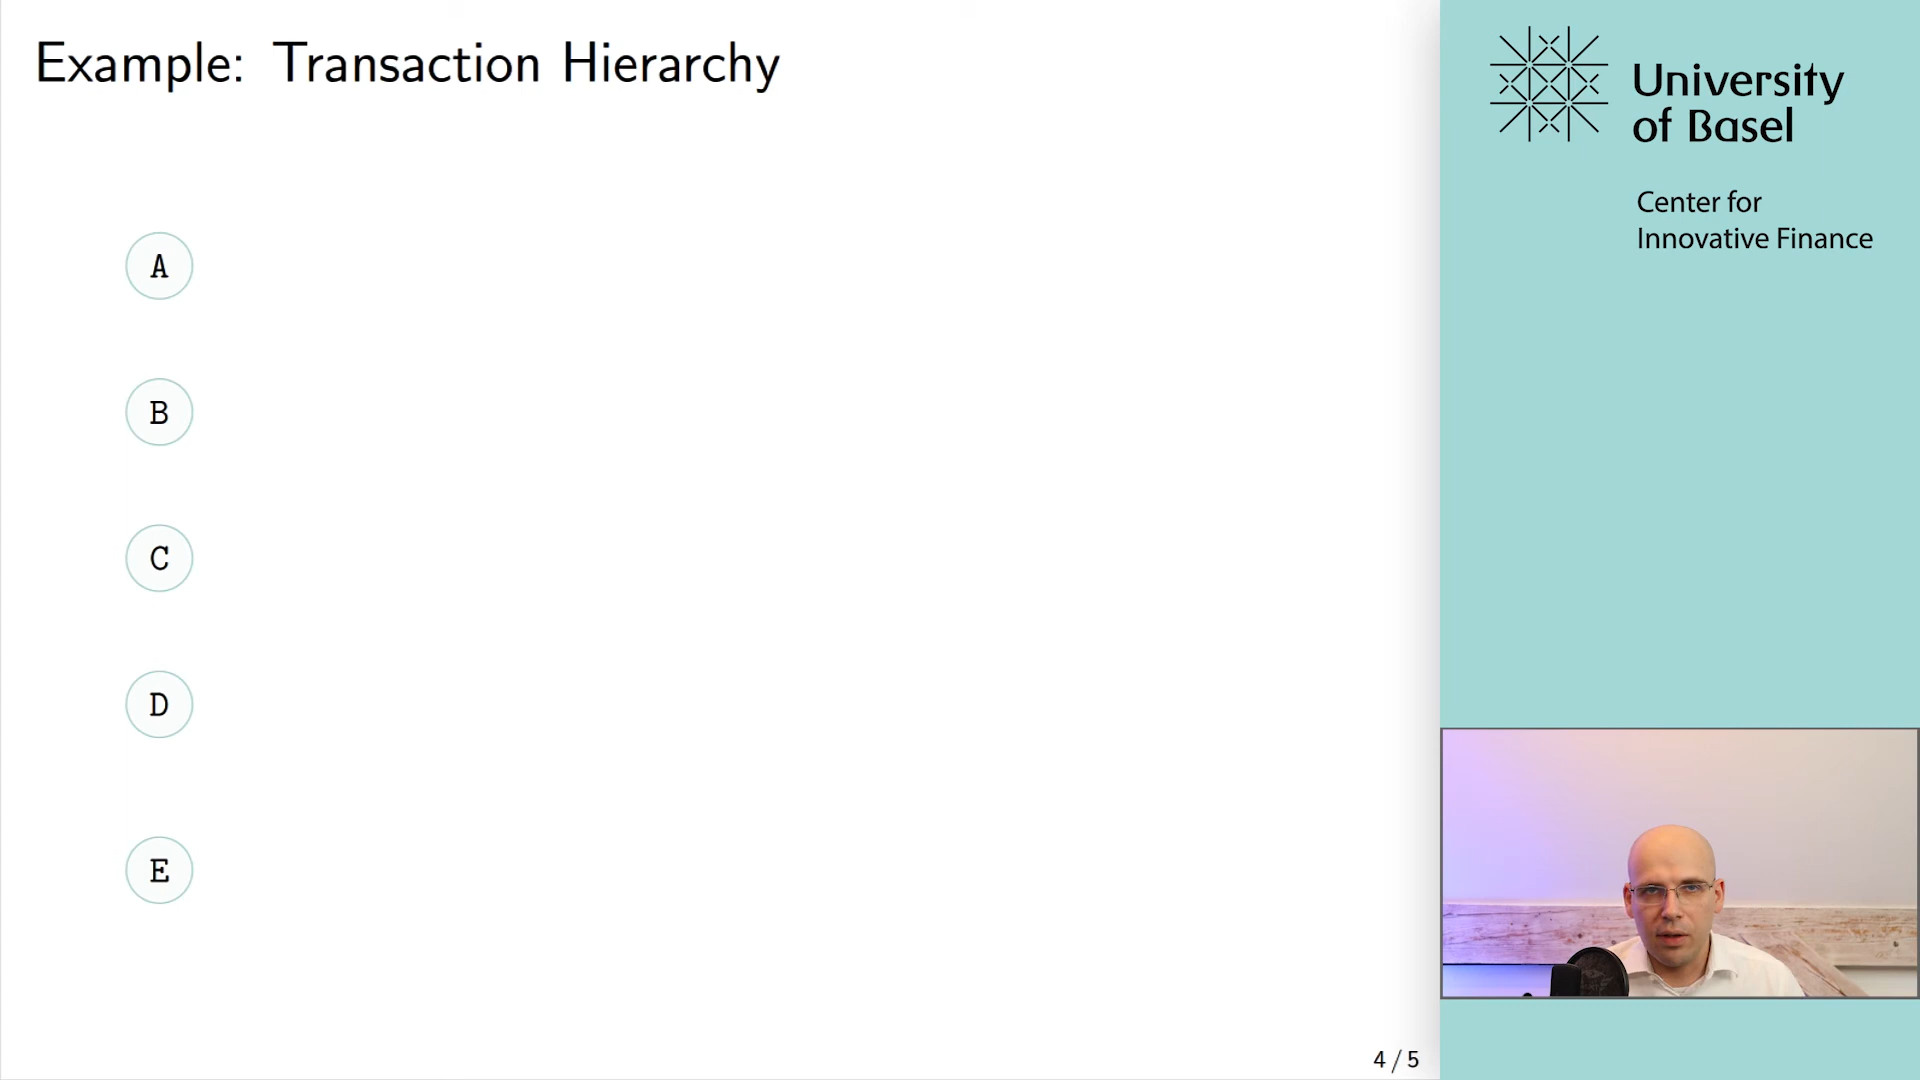 Example: Transaction Hierarchy
A
B
C
D
E
4 / 5
University
of Basel
Center for
Innovative Finance